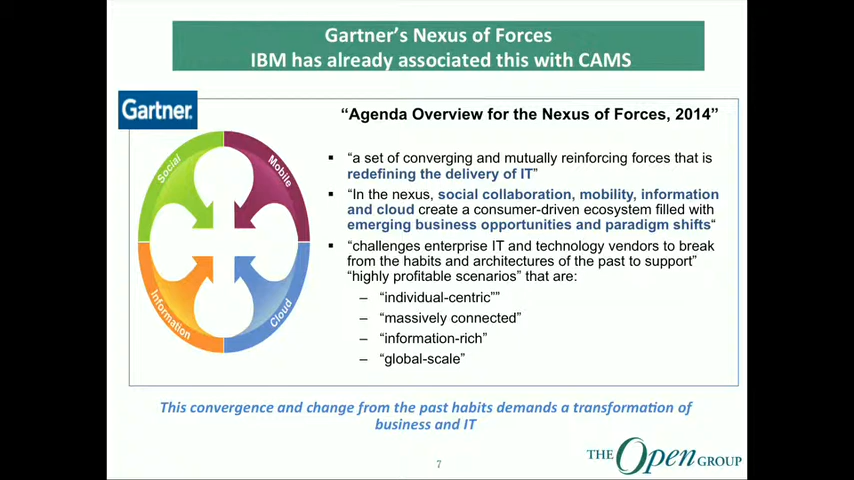 Gartner’s Nexus of Forces
IBM has already associated this with CAMS
Gartner.
“Agenda Overview for the Nexus of Forces, 2014”
Social
Mobile
Information
Cloud
▪ “a set of converging and mutually reinforcing forces that is
redefining the delivery of IT”
▪ “In the nexus, social collaboration, mobility, information
and cloud create a consumer-driven ecosystem filled with
emerging business opportunities and paradigm shifts“
▪ “challenges enterprise IT and technology vendors to break
from the habits and architectures of the past to support”
“highly profitable scenarios” that are:
– “individual-centric””
– “massively connected”
– “information-rich”
– “global-scale”
This convergence and change from the past habits demands a transformation of
business and IT
7
THE Open GROUP